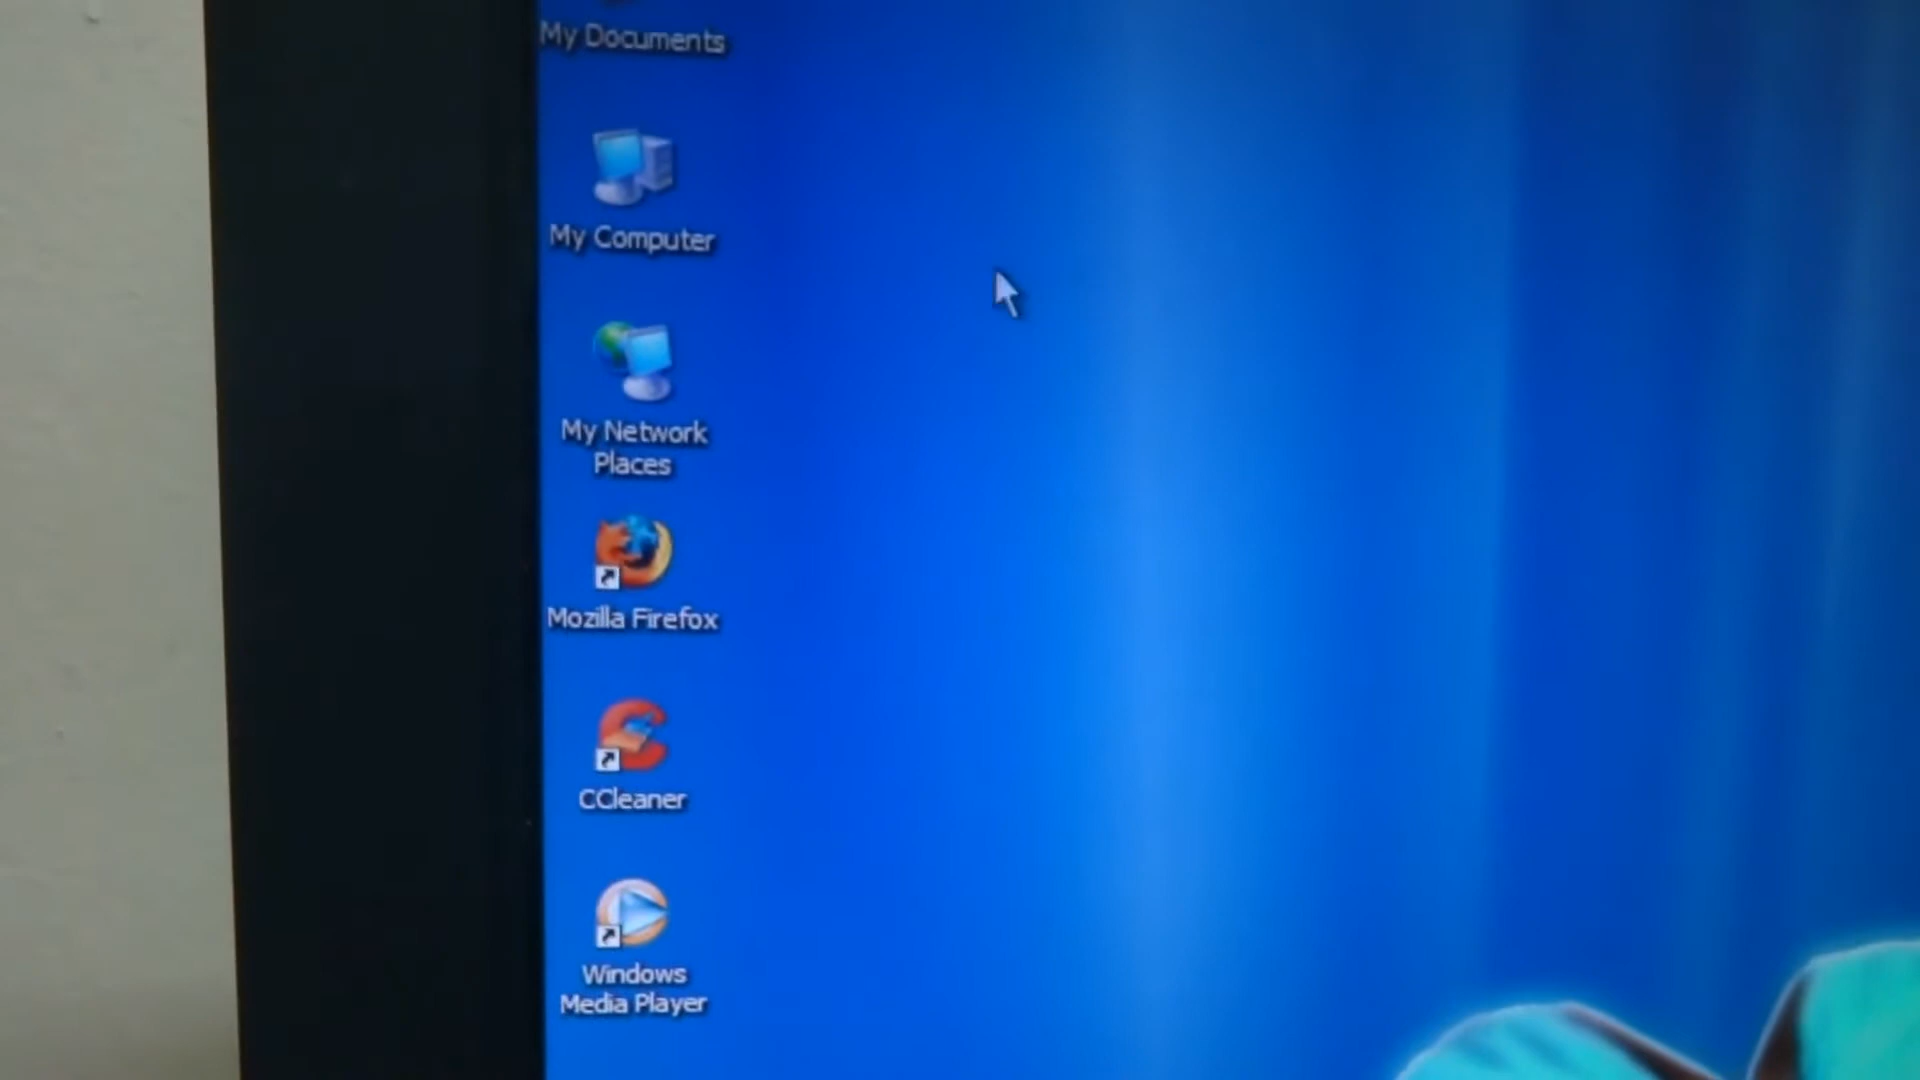 My Documents
My Computer
My Network
Places
Mozilla Firefox
CCleaner
Windows
Media Player